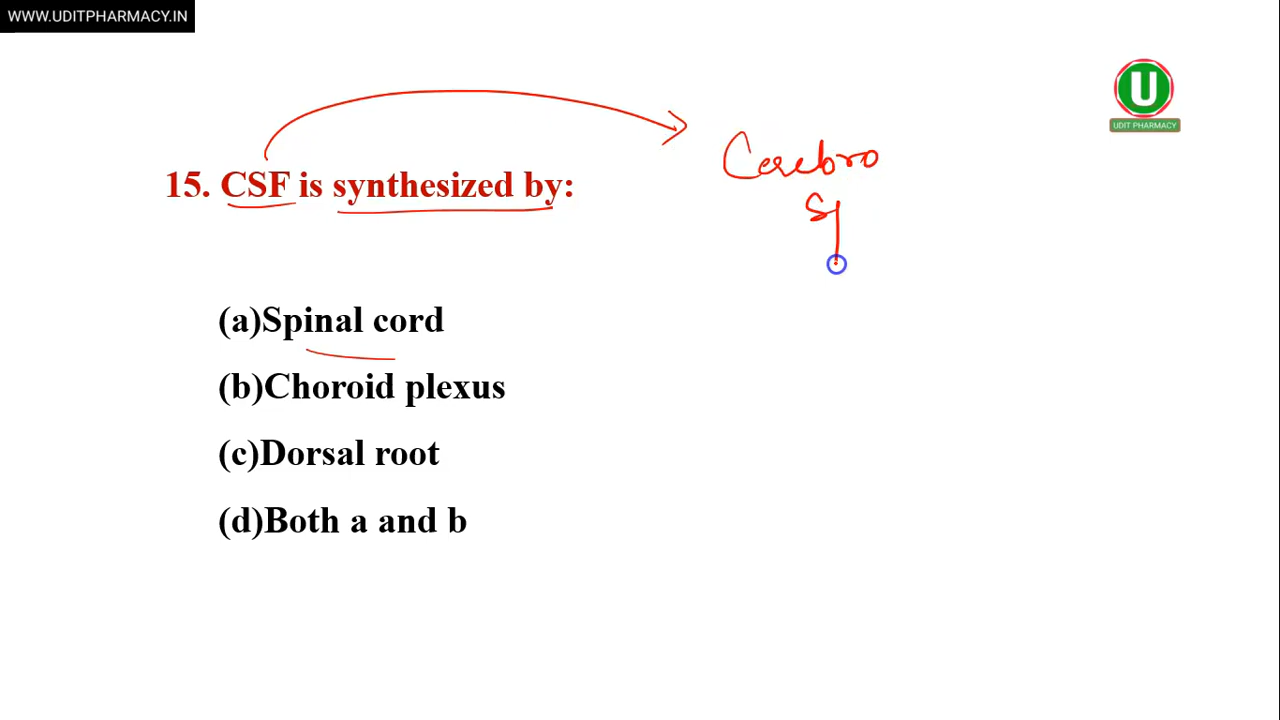 WWW.UDITPHARMACY.IN
U
UDIT PHARMACY
Cerebro
Sp
15. CSF is synthesized by:
(a)Spinal cord
(b)Choroid plexus
(c)Dorsal root
(d)Both a and b